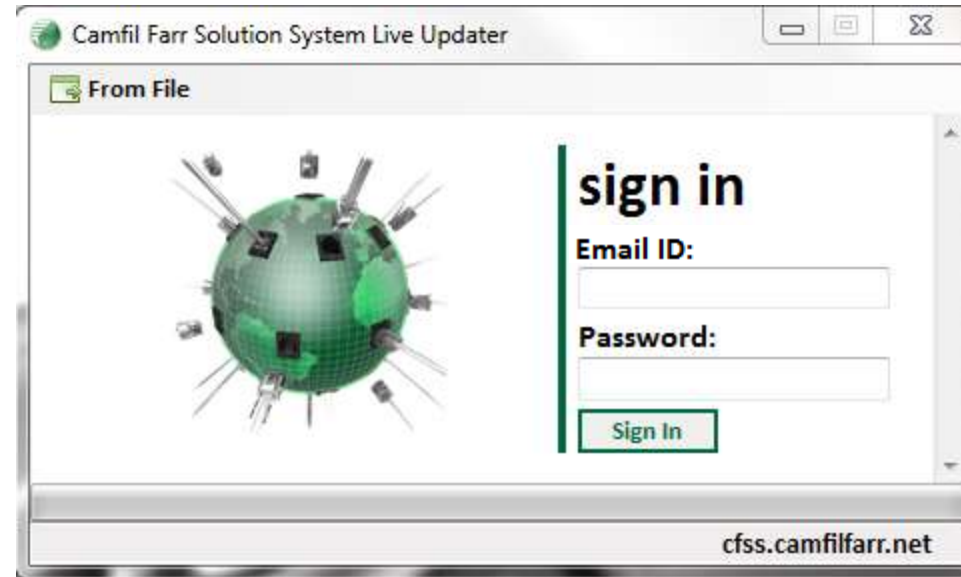 Camfil Farr Solution System Live Updater
From File
sign in
Email ID:
Password:
Sign In
cfss.camfilfarr.net